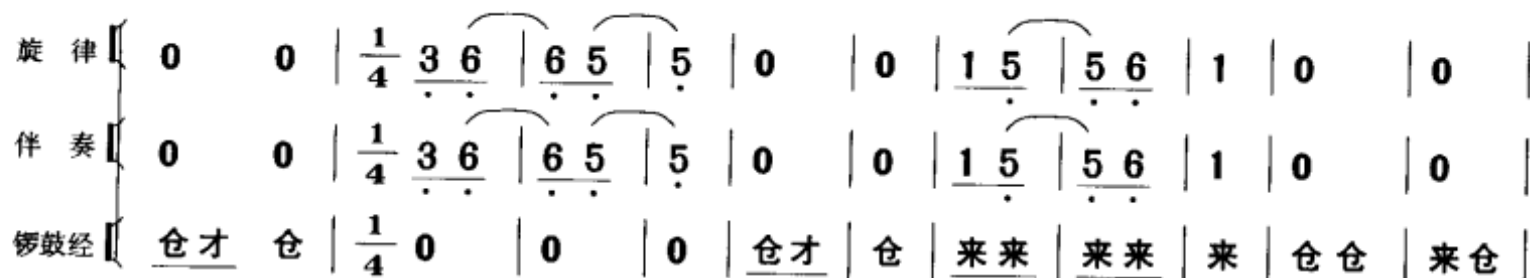 旋 律 0 0 | 1/4 3 6 | 6 5 | 5 | 0 | 0 | 1 5 | 5 6 | 1 | 0 | 0 |
伴 奏 0 0 | 1/4 3 6 | 6 5 | 5 | 0 | 0 | 1 5 | 5 6 | 1 | 0 | 0 |
锣鼓经 仓才 仓 | 1/4 0 | 0 | 0 | 仓才 | 仓 | 来来 | 来来 | 来 | 仓仓 | 来仓 |